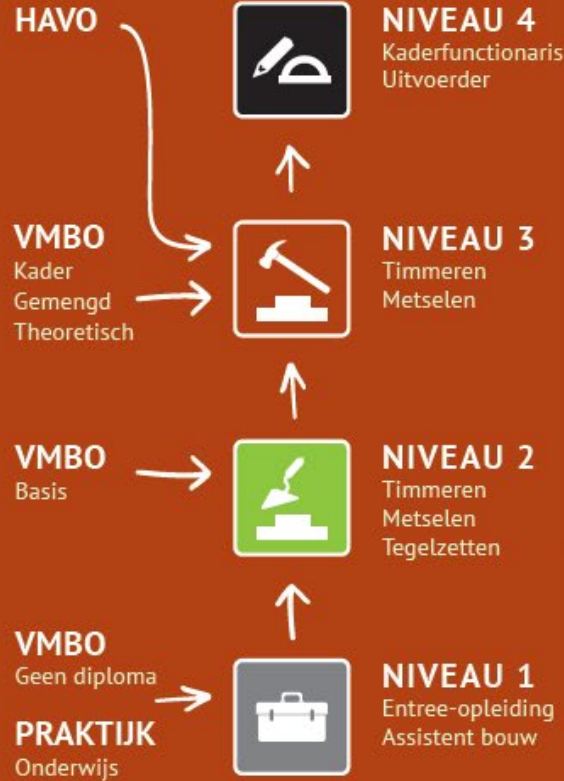 HAVO
NIVEAU 4
Kaderfunctionaris
Uitvoerder
VMBO
Kader
Gemengd
Theoretisch
NIVEAU 3
Timmeren
Metselen
VMBO
Basis
NIVEAU 2
Timmeren
Metselen
Tegelzetten
VMBO
Geen diploma
PRAKTIJK
Onderwijs
NIVEAU 1
Entree-opleiding
Assistent bouw